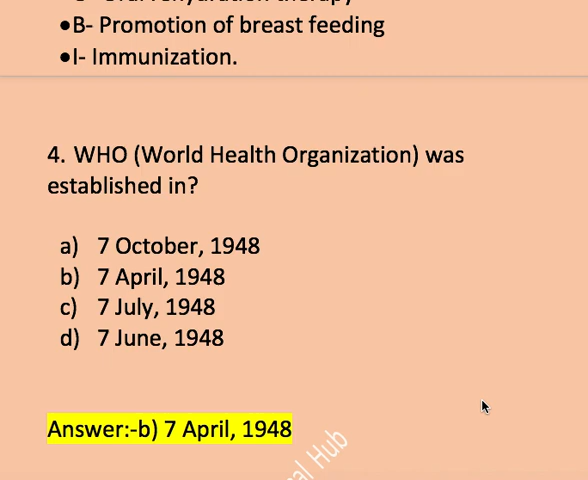 ●B- Promotion of breast feeding
●I- Immunization.
4. WHO (World Health Organization) was
established in?
a) 7 October, 1948
b) 7 April, 1948
c) 7 July, 1948
d) 7 June, 1948
Answer:-b) 7 April, 1948
Hub